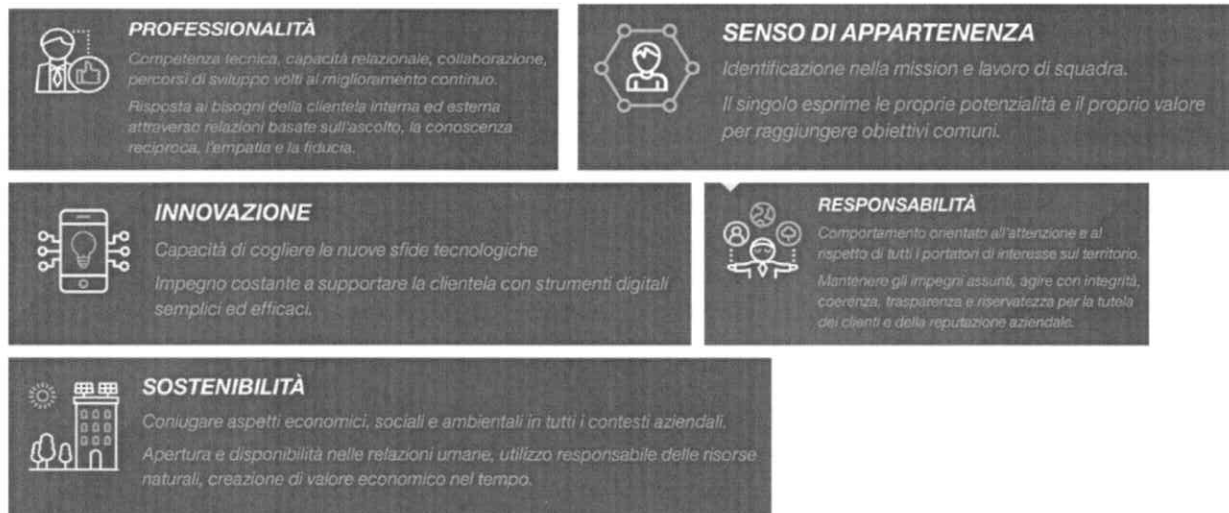 PROFESSIONALITÀ
Competenza tecnica, capacità relazionale, collaborazione,
percorsi di sviluppo volti al miglioramento continuo.
Risposta ai bisogni della clientela interna ed esterna
attraverso relazioni basate sull'ascolto, la conoscenza
reciproca, l'empatia e la fiducia.
SENSO DI APPARTENENZA
Identificazione nella mission e lavoro di squadra.
Il singolo esprime le proprie potenzialità e il proprio valore
per raggiungere obiettivi comuni.
INNOVAZIONE
Capacità di cogliere le nuove sfide tecnologiche
Impegno costante a supportare la clientela con strumenti digitali
semplici ed efficaci.
RESPONSABILITÀ
Comportamento orientato all'attenzione e al
rispetto di tutti i portatori di interesse sul territorio.
Mantenere gli impegni assunti, agire con integrità,
coerenza, trasparenza e riservatezza per la tutela
dei clienti e della reputazione aziendale.
SOSTENIBILITÀ
Coniugare aspetti economici, sociali e ambientali in tutti i contesti aziendali.
Apertura e disponibilità nelle relazioni umane, utilizzo responsabile delle risorse
naturali, creazione di valore economico nel tempo.